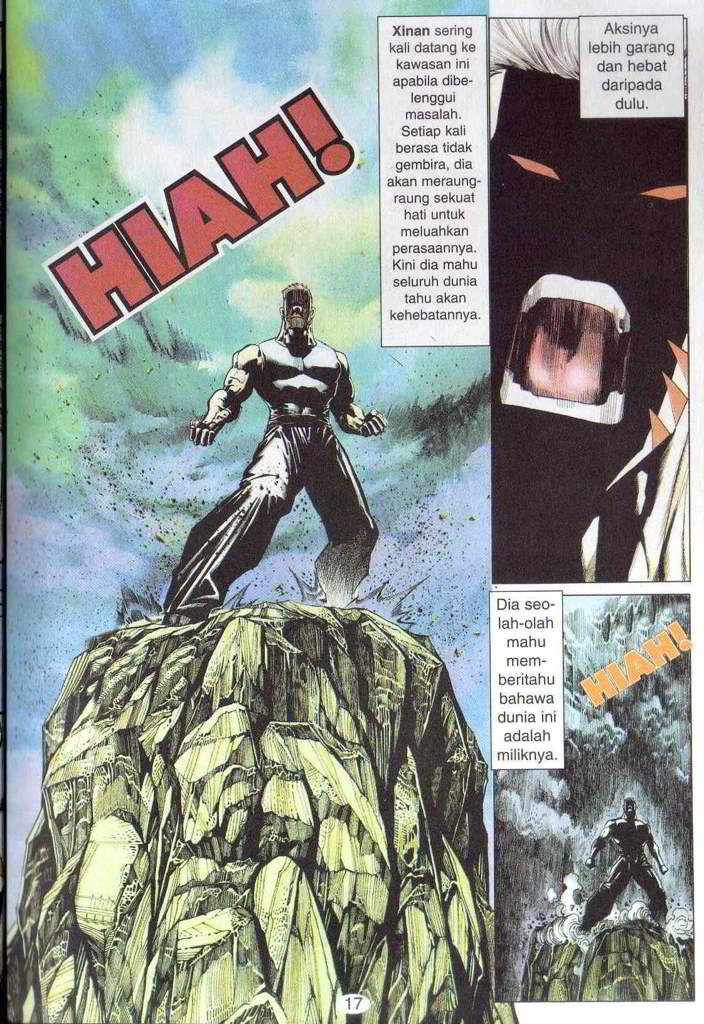 HIAH!
Xinan sering
kali datang ke
kawasan ini
apabila dibe-
lenggui
masalah.
Setiap kali
berasa tidak
gembira, dia
akan meraung-
raung sekuat
hati untuk
meluahkan
perasaannya.
Kini dia mahu
seluruh dunia
tahu akan
kehebatannya.
Aksinya
lebih garang
dan hebat
daripada
dulu.
Dia seo-
lah-olah
mahu
mem-
beritahu
bahawa
dunia ini
adalah
miliknya.
HIAH!
17